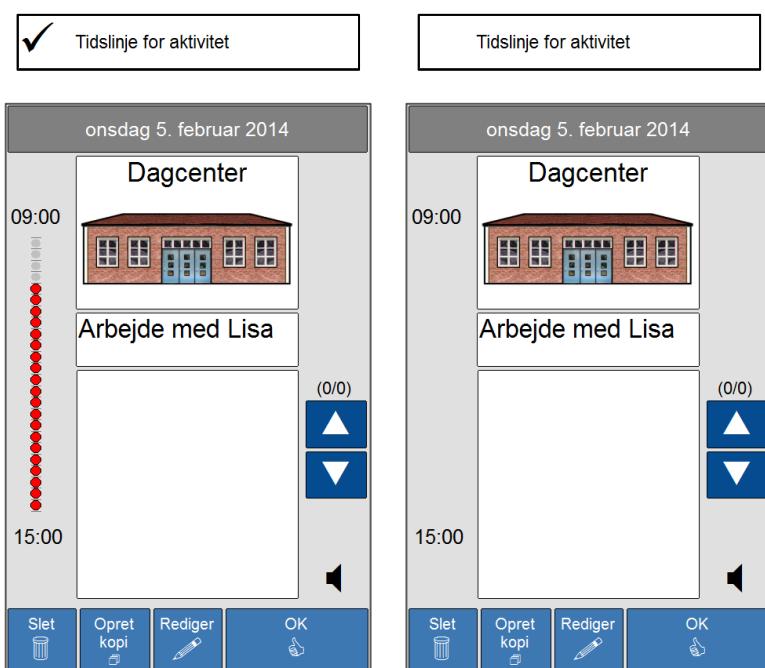 Tidslinje for aktivitet
onsdag 5. februar 2014
Dagcenter
09:00
Arbejde med Lisa
(0/0)
15:00
Slet
Opret
kopi
Rediger
OK
Tidslinje for aktivitet
onsdag 5. februar 2014
Dagcenter
09:00
Arbejde med Lisa
(0/0)
15:00
Slet
Opret
kopi
Rediger
OK